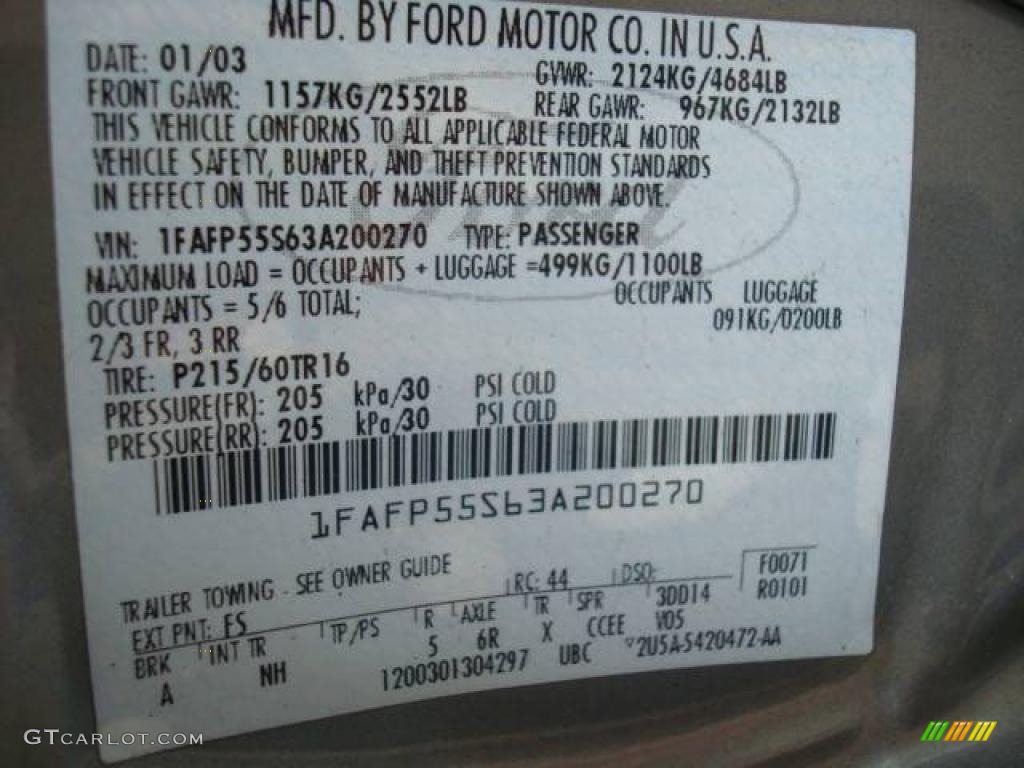 MFD. BY FORD MOTOR CO. IN U.S.A.
DATE: 01/03 GVWR: 2124KG/4684LB
FRONT GAWR: 1157KG/2552LB REAR GAWR: 967KG/2132LB
THIS VEHICLE CONFORMS TO ALL APPLICABLE FEDERAL MOTOR
VEHICLE SAFETY, BUMPER, AND THEFT PREVENTION STANDARDS
IN EFFECT ON THE DATE OF MANUFACTURE SHOWN ABOVE.
VIN: 1FAFP55S63A200270 TYPE: PASSENGER
MAXIMUM LOAD = OCCUPANTS + LUGGAGE =499KG/1100LB
OCCUPANTS = 5/6 TOTAL; OCCUPANTS LUGGAGE
2/3 FR, 3 RR 091KG/0200LB
TIRE: P215/60TR16
PRESSURE(FR): 205 kPa/30 PSI COLD
PRESSURE(RR): 205 kPa/30 PSI COLD
1FAFP55S63A200270
TRAILER TOWING - SEE OWNER GUIDE
EXT PNT: FS RC: 44 DSO: F0071
R0101
BRK INT TR TP/PS R AXLE TR SPR 3DD14
A NH 5 6R X CCEE V05
1200301304297 UBC 2U5A-5420472-AA
GTCARLOT.COM